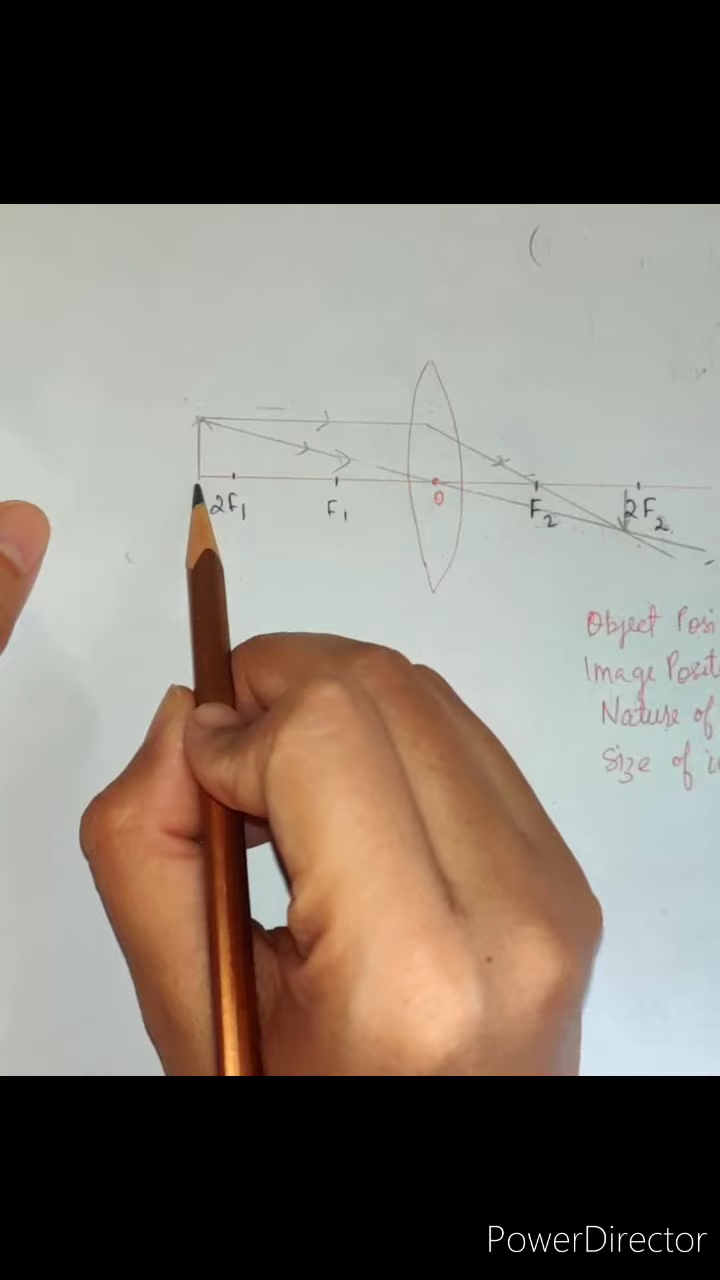 (
2F₁ F₁ O F₂ 2F₂
Object Posi
Image Posit
Nature of
Size of i
PowerDirector